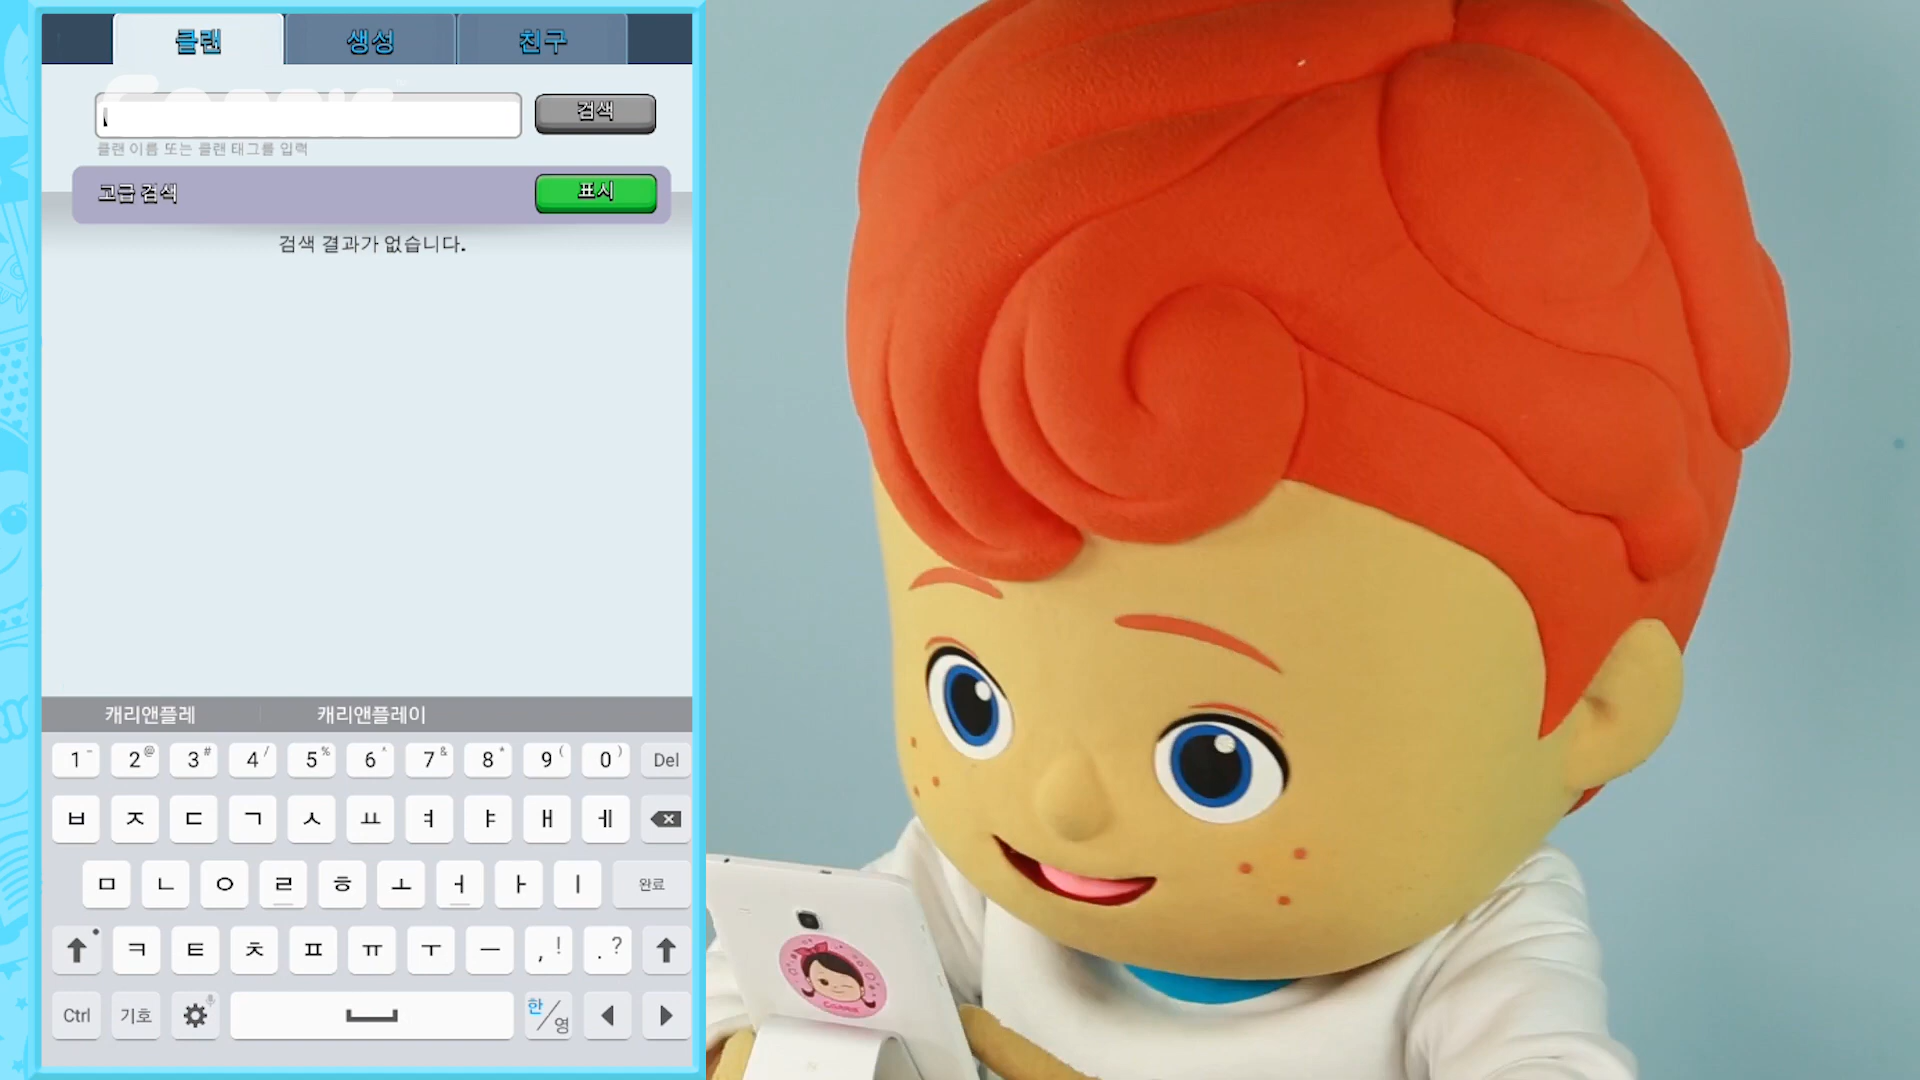 클랜 생성 친구
검색
클랜 이름 또는 클랜 태그를 입력
고급 검색 표시
검색 결과가 없습니다.
캐리앤플레 캐리앤플레이
1 - 2 @ 3 # 4 / 5 % 6 ^ 7 & 8 * 9 ( 0 ) Del
ㅂ ㅈ ㄷ ㄱ ㅅ ㅛ ㅕ ㅑ ㅐ ㅔ
ㅁ ㄴ ㅇ ㄹ ㅎ ㅗ ㅓ ㅏ ㅣ 완료
ㅋ ㅌ ㅊ ㅍ ㅠ ㅜ ㅡ , ! . ?
Ctrl 기호 한/영